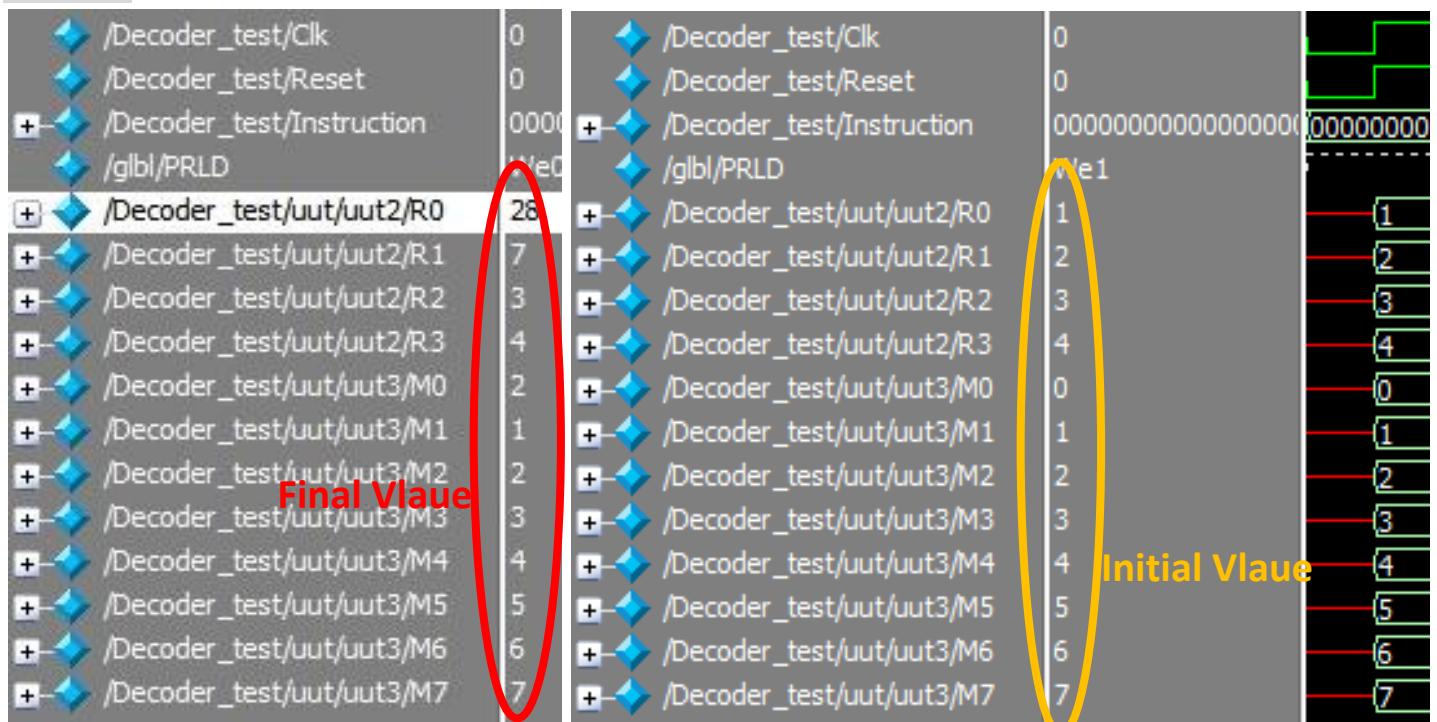 /Decoder_test/Clk 0
/Decoder_test/Reset 0
/Decoder_test/Instruction 0000
/glbl/PRLD We0
/Decoder_test/uut/uut2/R0 28
/Decoder_test/uut/uut2/R1 7
/Decoder_test/uut/uut2/R2 3
/Decoder_test/uut/uut2/R3 4
/Decoder_test/uut/uut3/M0 2
/Decoder_test/uut/uut3/M1 1
/Decoder_test/uut/uut3/M2 2
Final Vlaue
/Decoder_test/uut/uut3/M3 3
/Decoder_test/uut/uut3/M4 4
/Decoder_test/uut/uut3/M5 5
/Decoder_test/uut/uut3/M6 6
/Decoder_test/uut/uut3/M7 7
/Decoder_test/Clk 0
/Decoder_test/Reset 0
/Decoder_test/Instruction 000000000000000000 00000000
/glbl/PRLD We1
/Decoder_test/uut/uut2/R0 1 1
/Decoder_test/uut/uut2/R1 2 2
/Decoder_test/uut/uut2/R2 3 3
/Decoder_test/uut/uut2/R3 4 4
/Decoder_test/uut/uut3/M0 0 0
/Decoder_test/uut/uut3/M1 1 1
/Decoder_test/uut/uut3/M2 2 2
/Decoder_test/uut/uut3/M3 3 3
/Decoder_test/uut/uut3/M4 4 4
Initial Vlaue
/Decoder_test/uut/uut3/M5 5 5
/Decoder_test/uut/uut3/M6 6 6
/Decoder_test/uut/uut3/M7 7 7